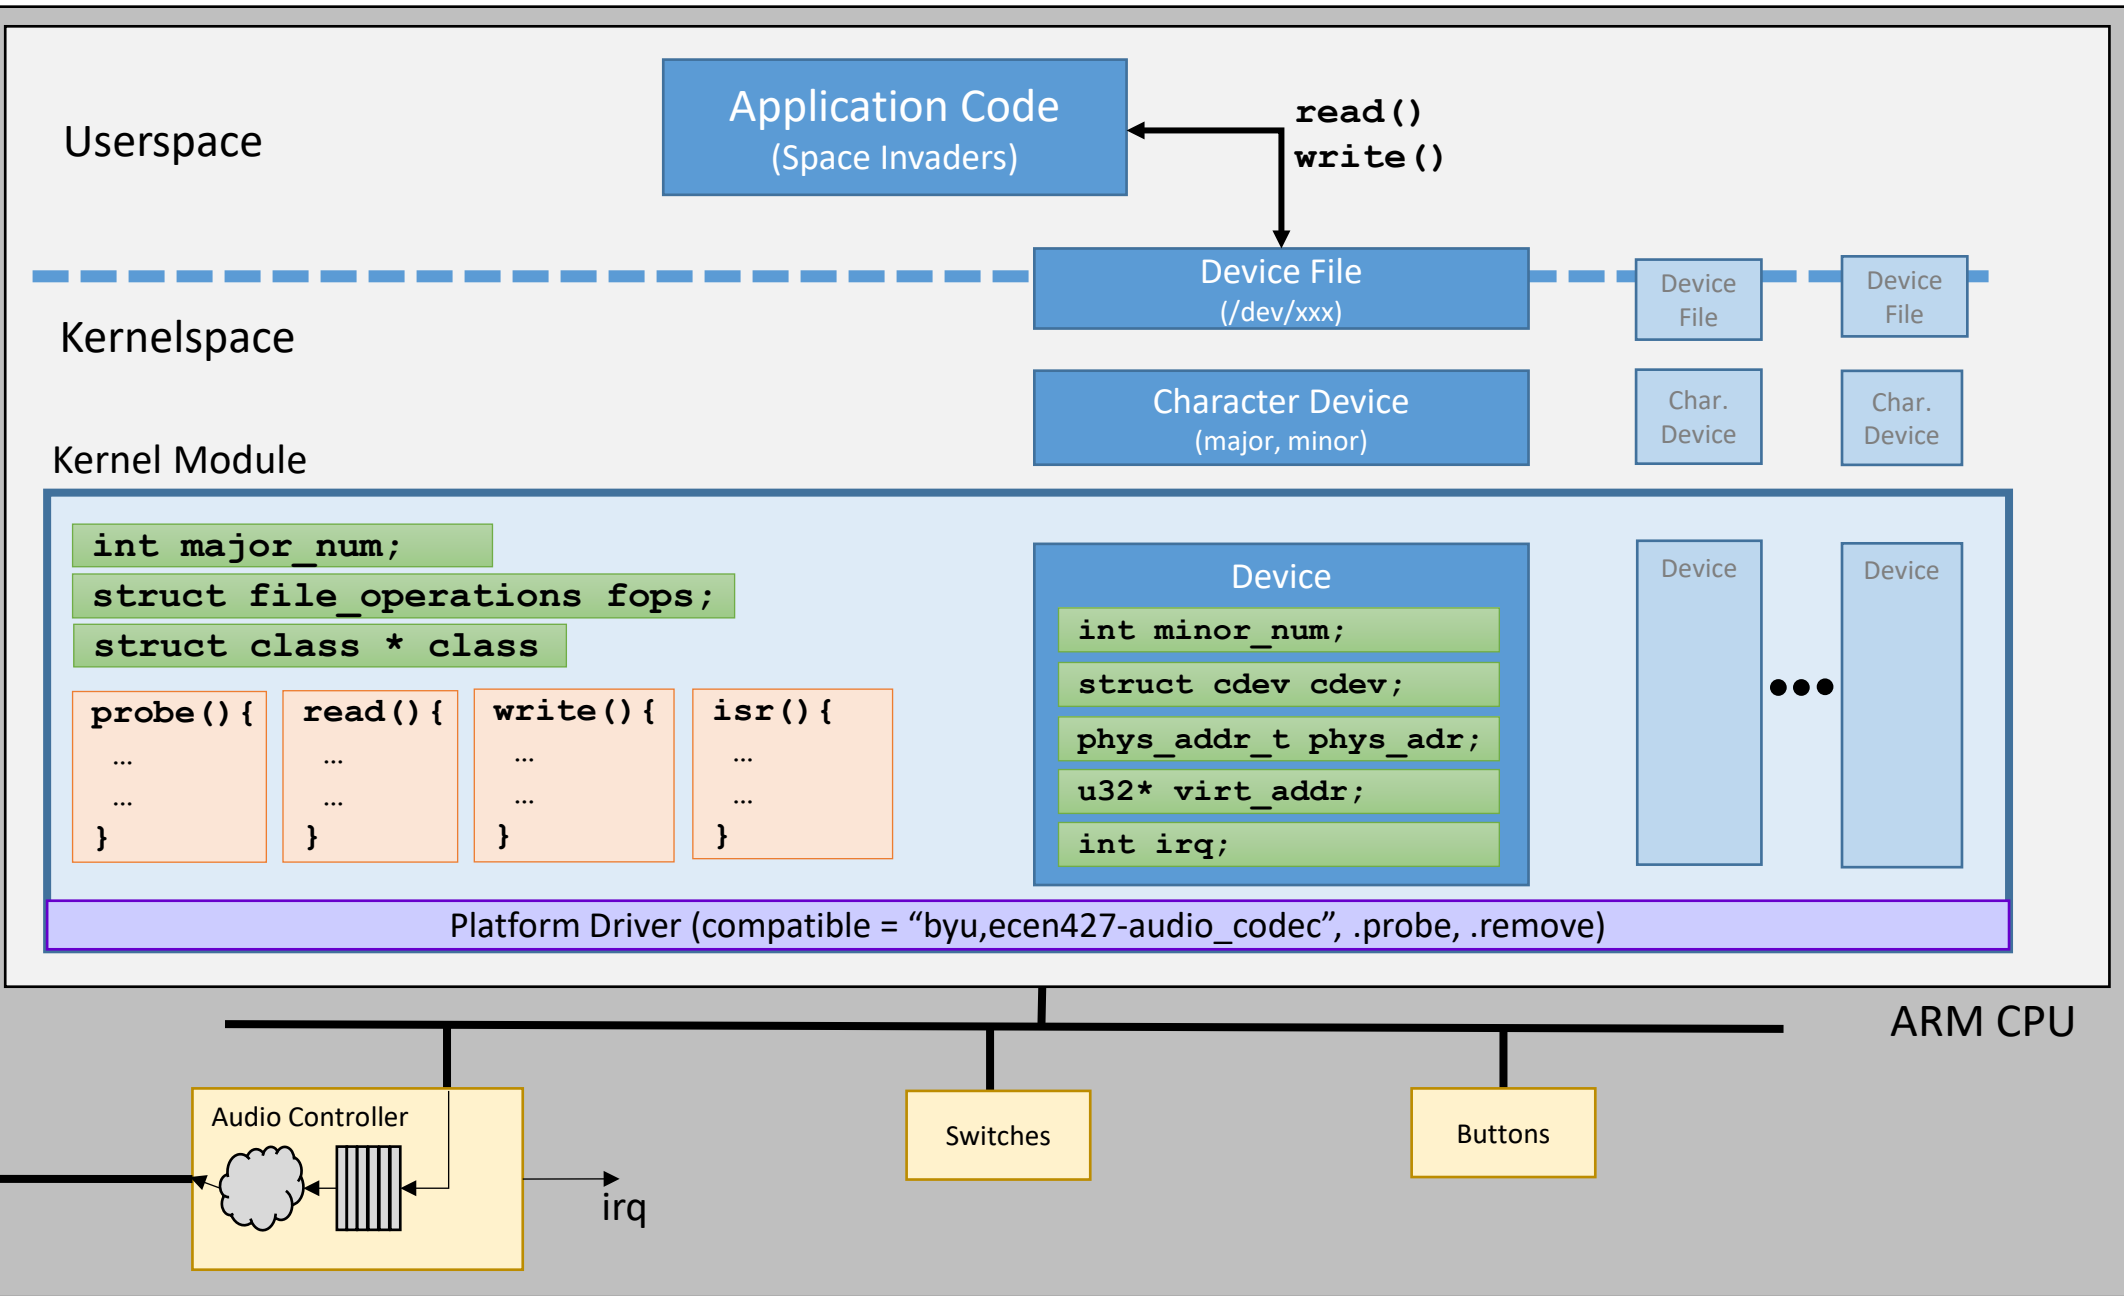 Application Code
(Space Invaders)
read()
write()
Userspace
Device File
(/dev/xxx)
Device
File
Device
File
Kernelspace
Character Device
(major, minor)
Char.
Device
Char.
Device
Kernel Module
int major_num;
struct file_operations fops;
struct class * class
probe(){
…
…
}
read(){
…
…
}
write(){
…
…
}
isr(){
…
…
}
Device
int minor_num;
struct cdev cdev;
phys_addr_t phys_adr;
u32* virt_addr;
int irq;
Device
Device
Platform Driver (compatible = “byu,ecen427-audio_codec”, .probe, .remove)
ARM CPU
Audio Controller
irq
Switches
Buttons